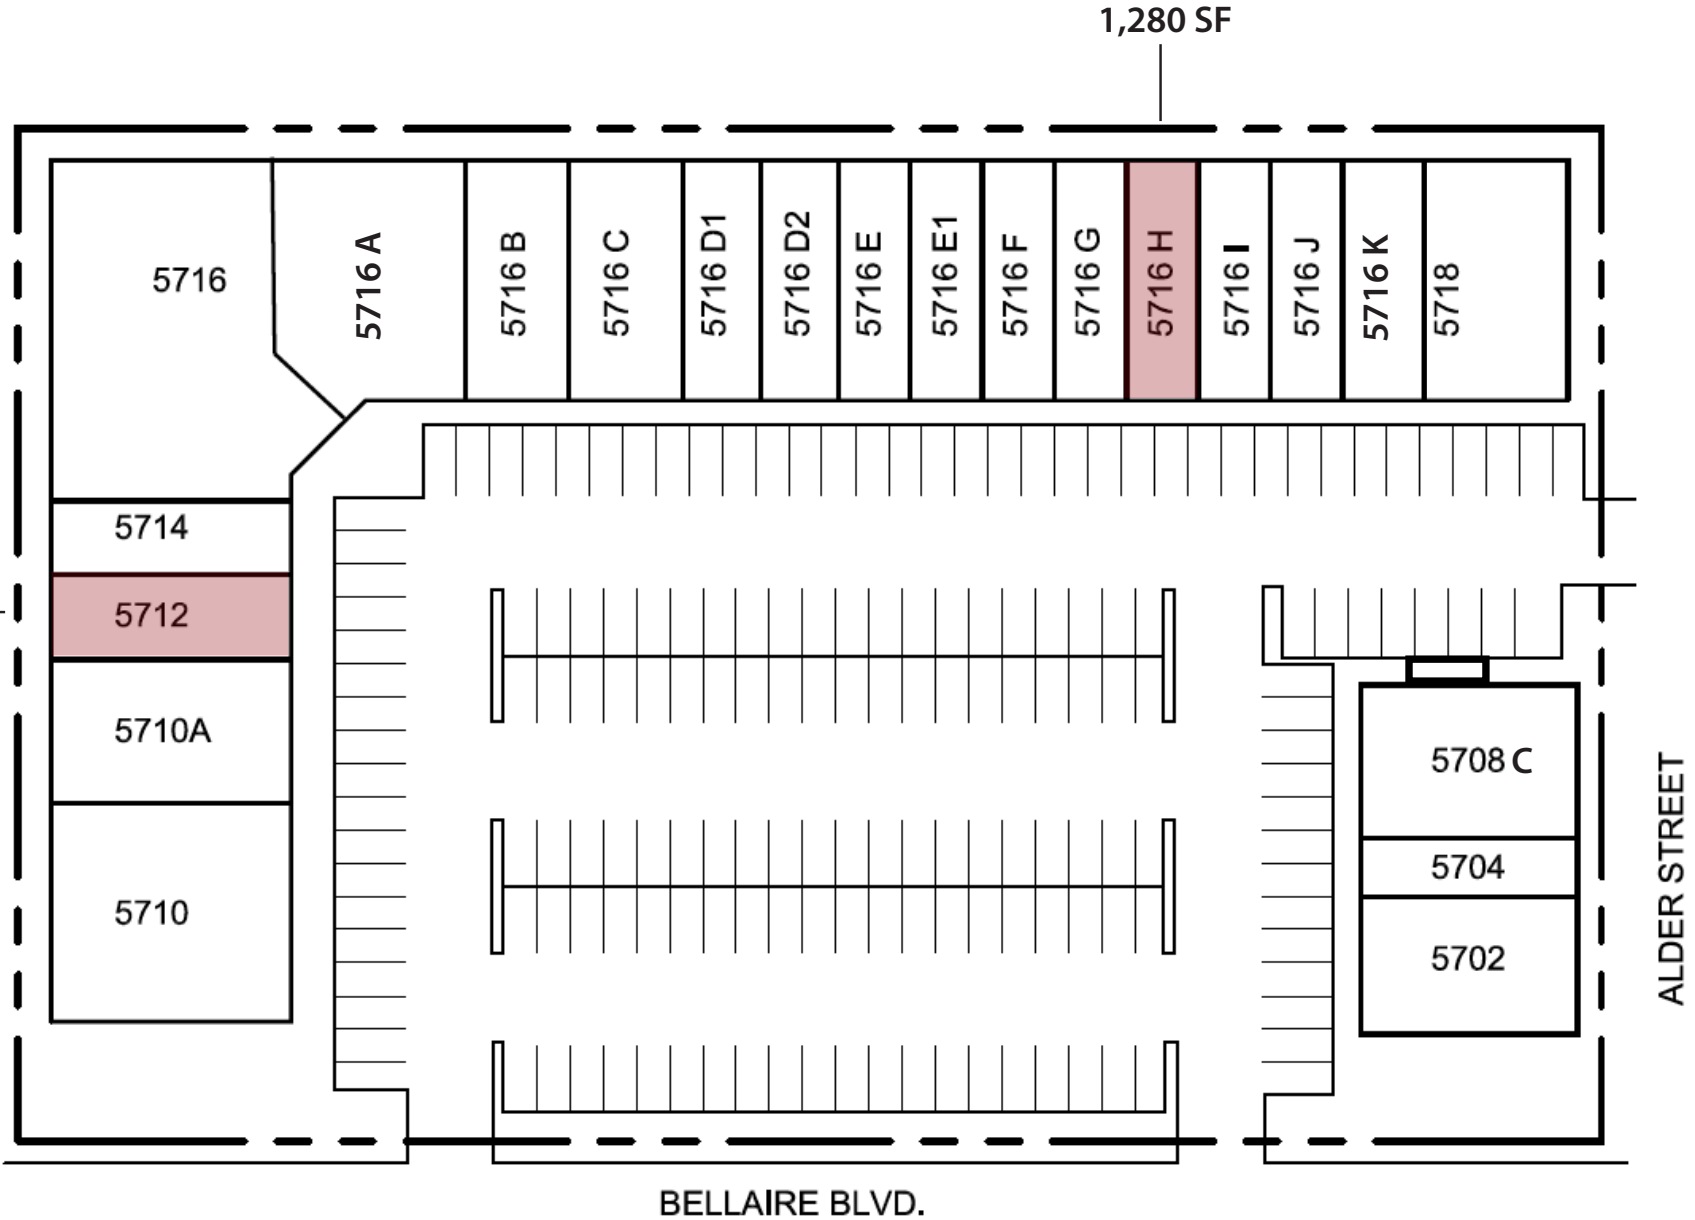 1,280 SF
5716
5716 A
5716 B
5716 C
5716 D1
5716 D2
5716 E
5716 E1
5716 F
5716 G
5716 H
5716 I
5716 J
5716 K
5718
5714
5712
5710A
5710
5708 C
5704
5702
ALDER STREET
BELLAIRE BLVD.